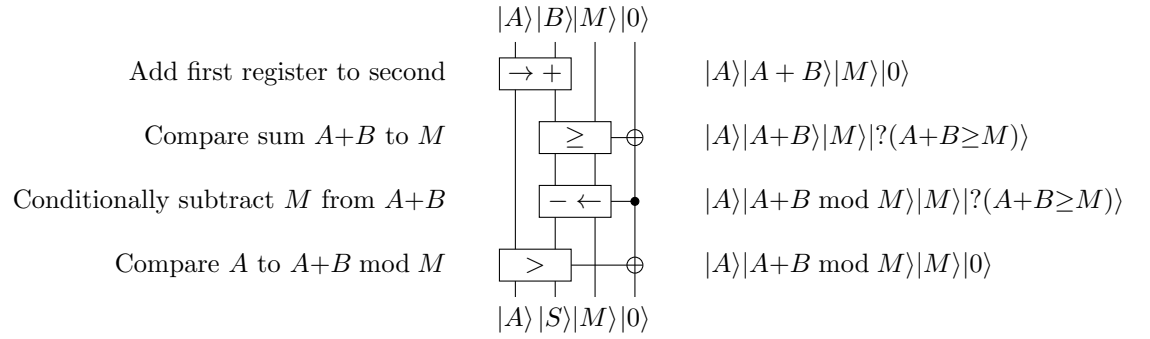 |A⟩ |B⟩ |M⟩ |0⟩
Add first register to second → + |A⟩|A + B⟩|M⟩|0⟩
Compare sum A+B to M ≥ |A⟩|A+B⟩|M⟩|?(A+B≥M)⟩
Conditionally subtract M from A+B − ← |A⟩|A+B mod M⟩|M⟩|?(A+B≥M)⟩
Compare A to A+B mod M > |A⟩|A+B mod M⟩|M⟩|0⟩
|A⟩ |S⟩ |M⟩ |0⟩